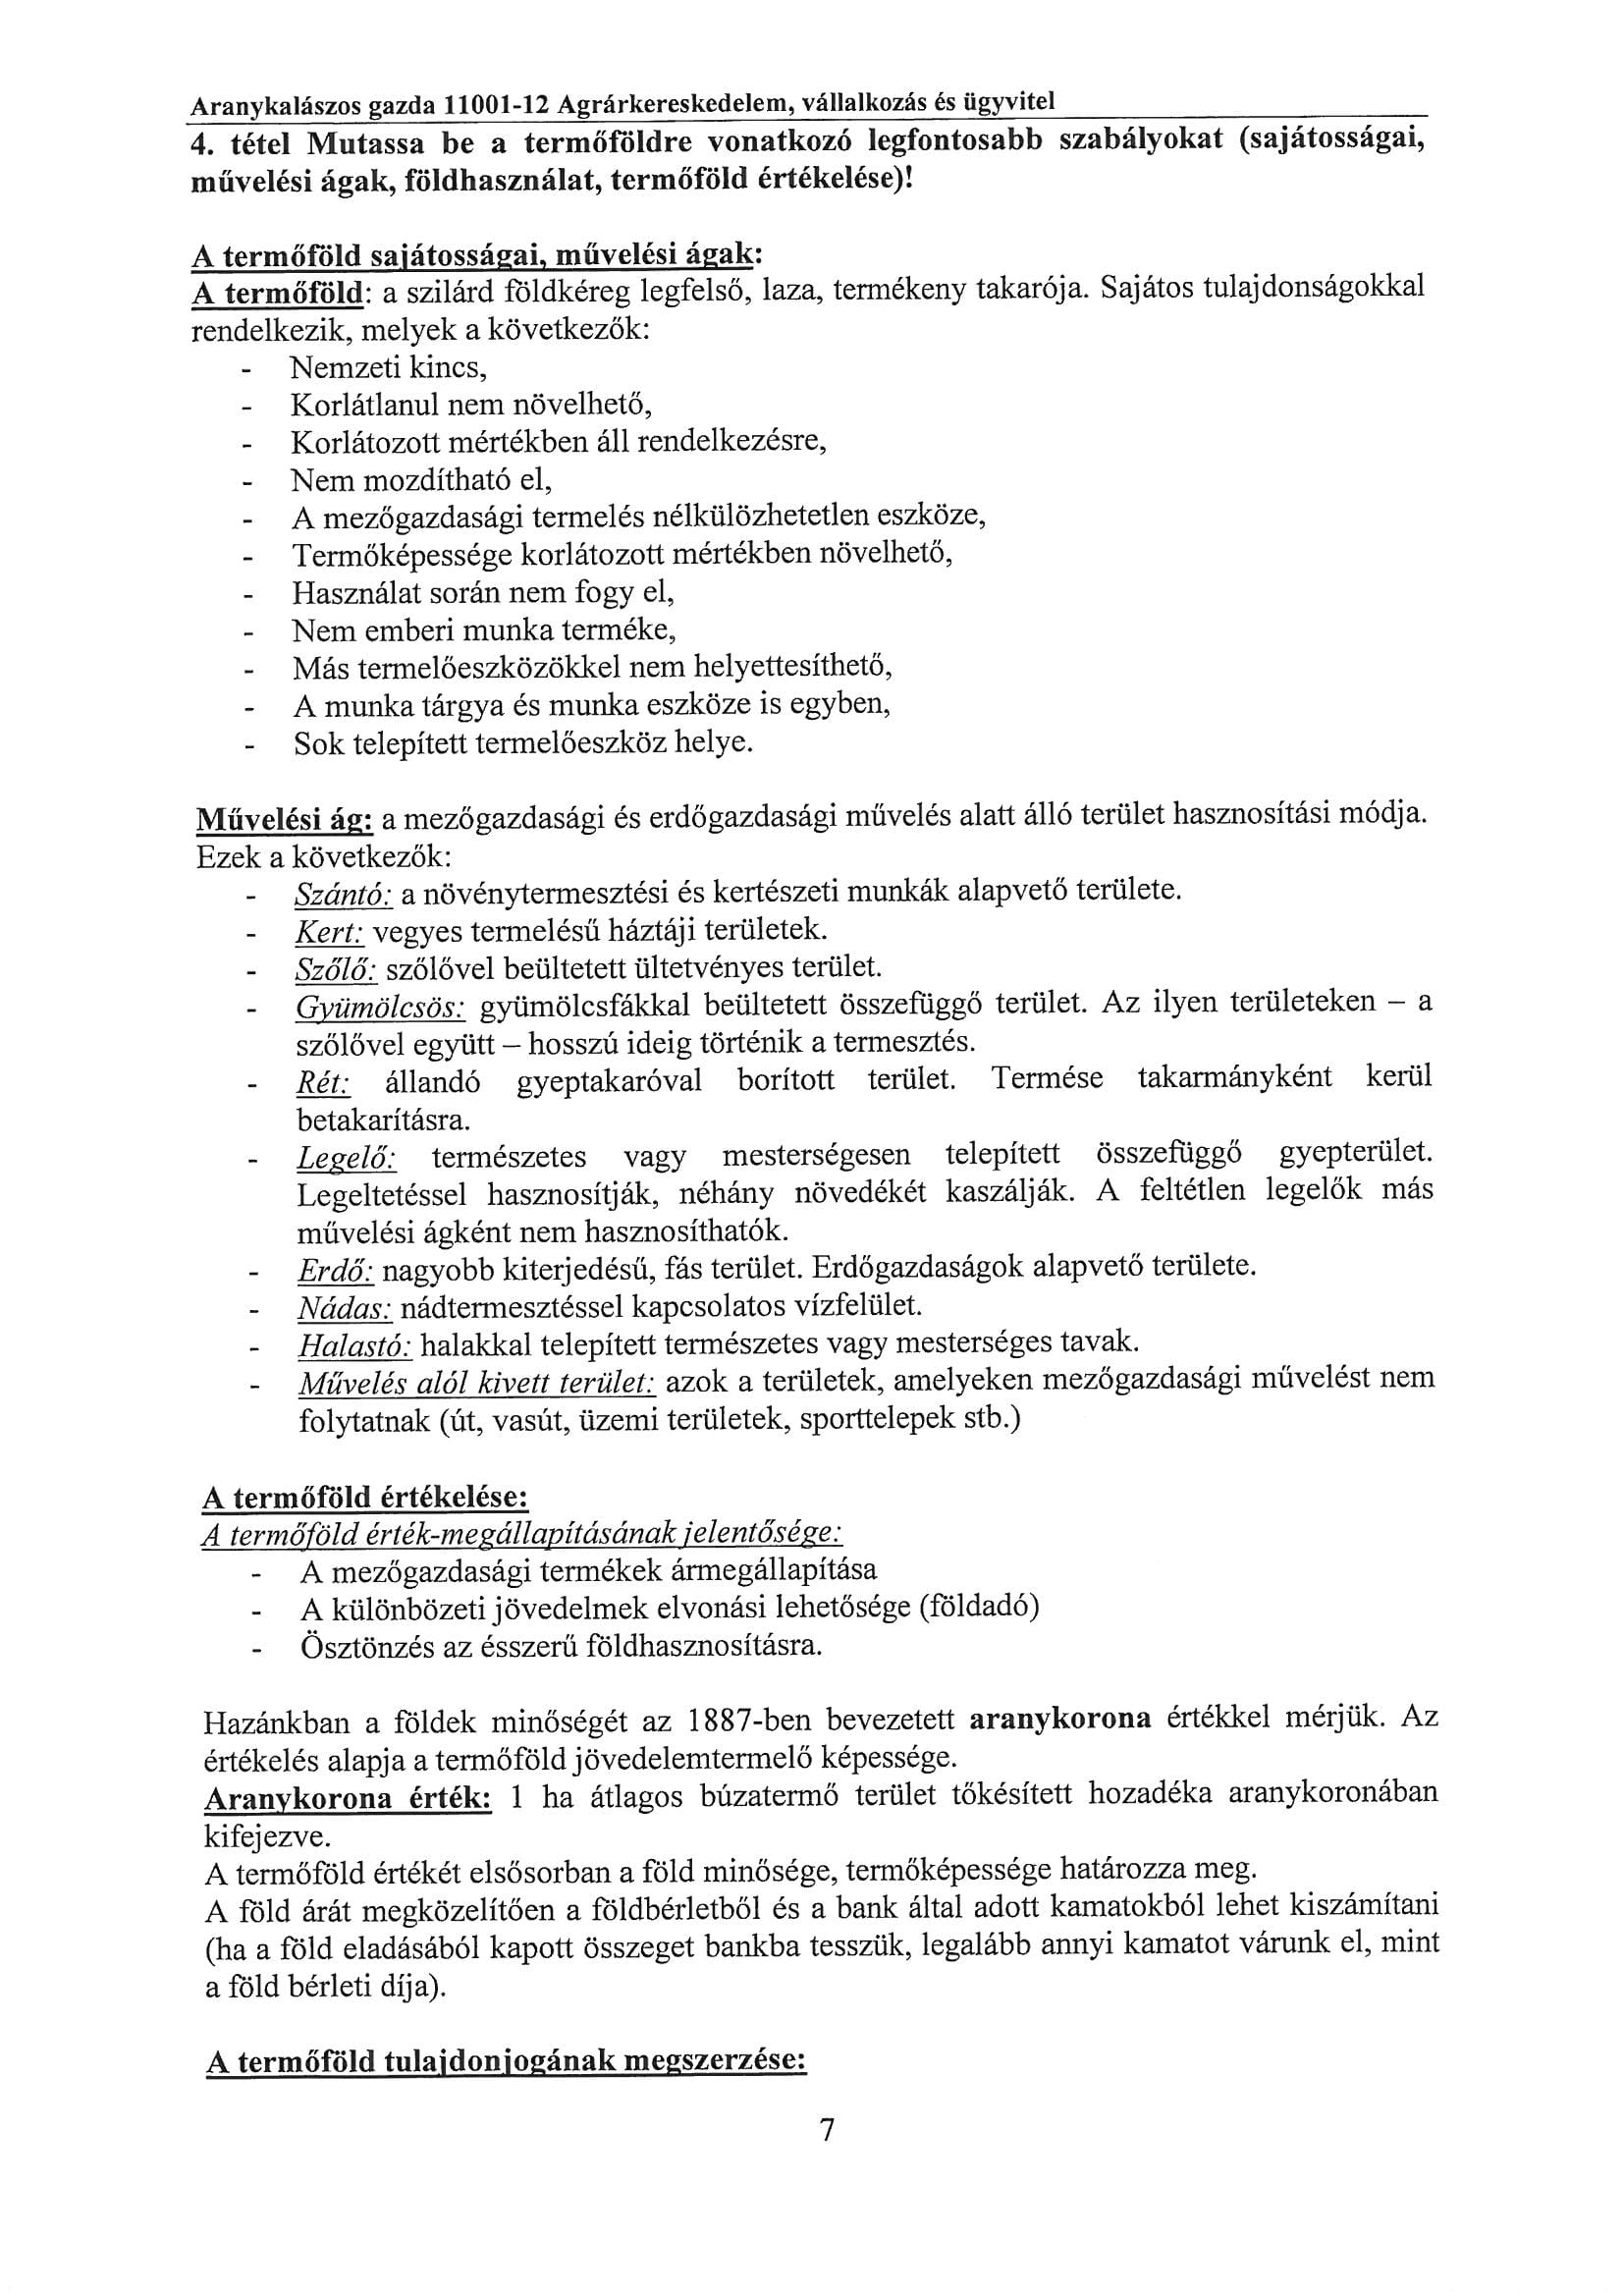 Aranykalászos gazda 11001-12 Agrárkereskedelem, vállalkozás és ügyvitel
4. tétel Mutassa be a termőföldre vonatkozó legfontosabb szabályokat (sajátosságai,
művelési ágak, földhasználat, termőföld értékelése)!
A termőföld sajátosságai, művelési ágak:
A termőföld: a szilárd földkéreg legfelső, laza, termékeny takarója. Sajátos tulajdonságokkal
rendelkezik, melyek a következők:
- Nemzeti kincs,
- Korlátlanul nem növelhető,
- Korlátozott mértékben áll rendelkezésre,
- Nem mozdítható el,
- A mezőgazdasági termelés nélkülözhetetlen eszköze,
- Termőképessége korlátozott mértékben növelhető,
- Használat során nem fogy el,
- Nem emberi munka terméke,
- Más termelőeszközökkel nem helyettesíthető,
- A munka tárgya és munka eszköze is egyben,
- Sok telepített termelőeszköz helye.
Művelési ág: a mezőgazdasági és erdőgazdasági művelés alatt álló terület hasznosítási módja.
Ezek a következők:
- Szántó: a növénytermesztési és kertészeti munkák alapvető területe.
- Kert: vegyes termelésű háztáji területek.
- Szőlő: szőlővel beültetett ültetvényes terület.
- Gyümölcsös: gyümölcsfákkal beültetett összefüggő terület. Az ilyen területeken – a
szőlővel együtt – hosszú ideig történik a termesztés.
- Rét: állandó gyeptakaróval borított terület. Termése takarmányként kerül
betakarításra.
- Legelő: természetes vagy mesterségesen telepített összefüggő gyepterület.
Legeltetéssel hasznosítják, néhány növedékét kaszálják. A feltétlen legelők más
művelési ágként nem hasznosíthatók.
- Erdő: nagyobb kiterjedésű, fás terület. Erdőgazdaságok alapvető területe.
- Nádas: nádtermesztéssel kapcsolatos vízfelület.
- Halastó: halakkal telepített természetes vagy mesterséges tavak.
- Művelés alól kivett terület: azok a területek, amelyeken mezőgazdasági művelést nem
folytatnak (út, vasút, üzemi területek, sporttelepek stb.)
A termőföld értékelése:
A termőföld érték-megállapításának jelentősége:
- A mezőgazdasági termékek ármegállapítása
- A különbözeti jövedelmek elvonási lehetősége (földadó)
- Ösztönzés az ésszerű földhasznosításra.
Hazánkban a földek minőségét az 1887-ben bevezetett aranykorona értékkel mérjük. Az
értékelés alapja a termőföld jövedelemtermelő képessége.
Aranykorona érték: 1 ha átlagos búzatermő terület tőkésített hozadéka aranykoronában
kifejezve.
A termőföld értékét elsősorban a föld minősége, termőképessége határozza meg.
A föld árát megközelítően a földbérletből és a bank által adott kamatokból lehet kiszámítani
(ha a föld eladásából kapott összeget bankba tesszük, legalább annyi kamatot várunk el, mint
a föld bérleti díja).
A termőföld tulajdonjogának megszerzése:
7